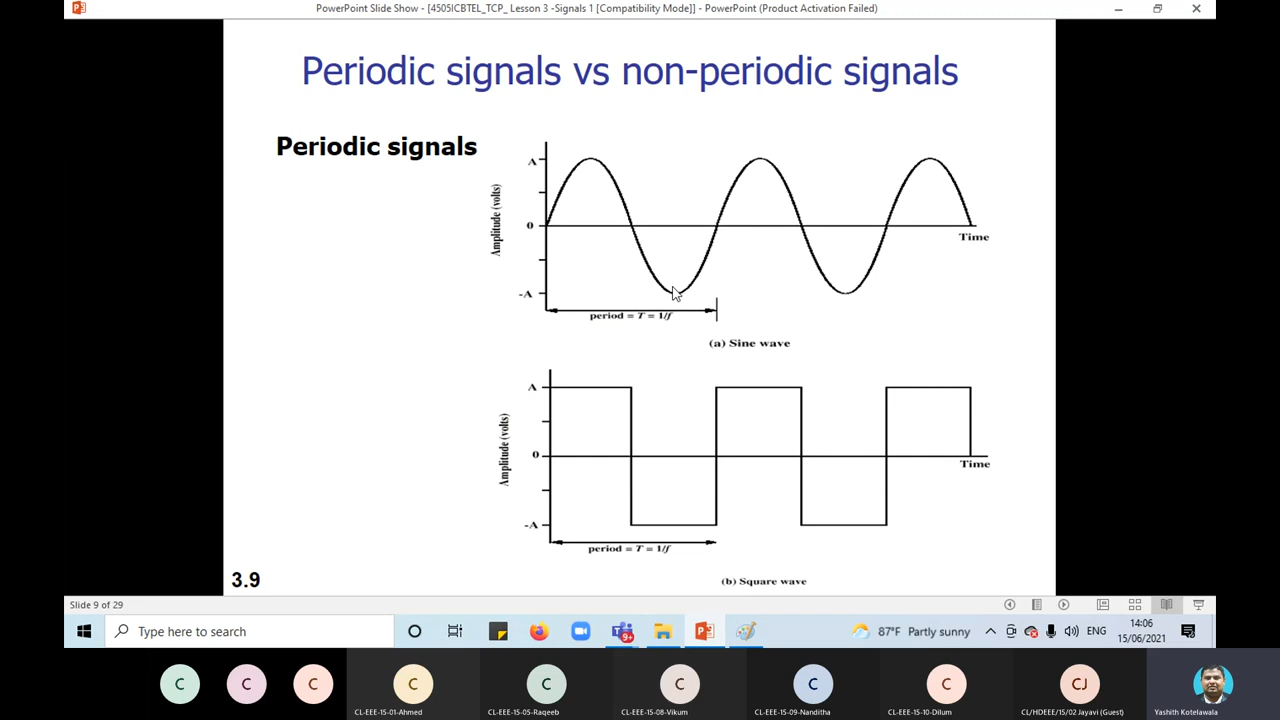 PowerPoint Slide Show - [4505ICBTEL_TCP_ Lesson 3 -Signals 1 [Compatibility Mode]] - PowerPoint (Product Activation Failed)
Periodic signals vs non-periodic signals
Periodic signals
A
0
-A
Amplitude (volts)
Time
period = T = 1/f
(a) Sine wave
A
0
-A
Amplitude (volts)
Time
period = T = 1/f
(b) Square wave
3.9
Slide 9 of 29
Type here to search
9+
87°F Partly sunny
ENG
14:06
15/06/2021
C
C
C
C
CL-EEE-15-01-Ahmed
C
CL-EEE-15-05-Raqeeb
C
CL-EEE-15-08-Vikum
C
CL-EEE-15-09-Nanditha
C
CL-EEE-15-10-Dilum
CJ
CL/HDEEE/15/02 Jayavi (Guest)
Yashith Kotelawala